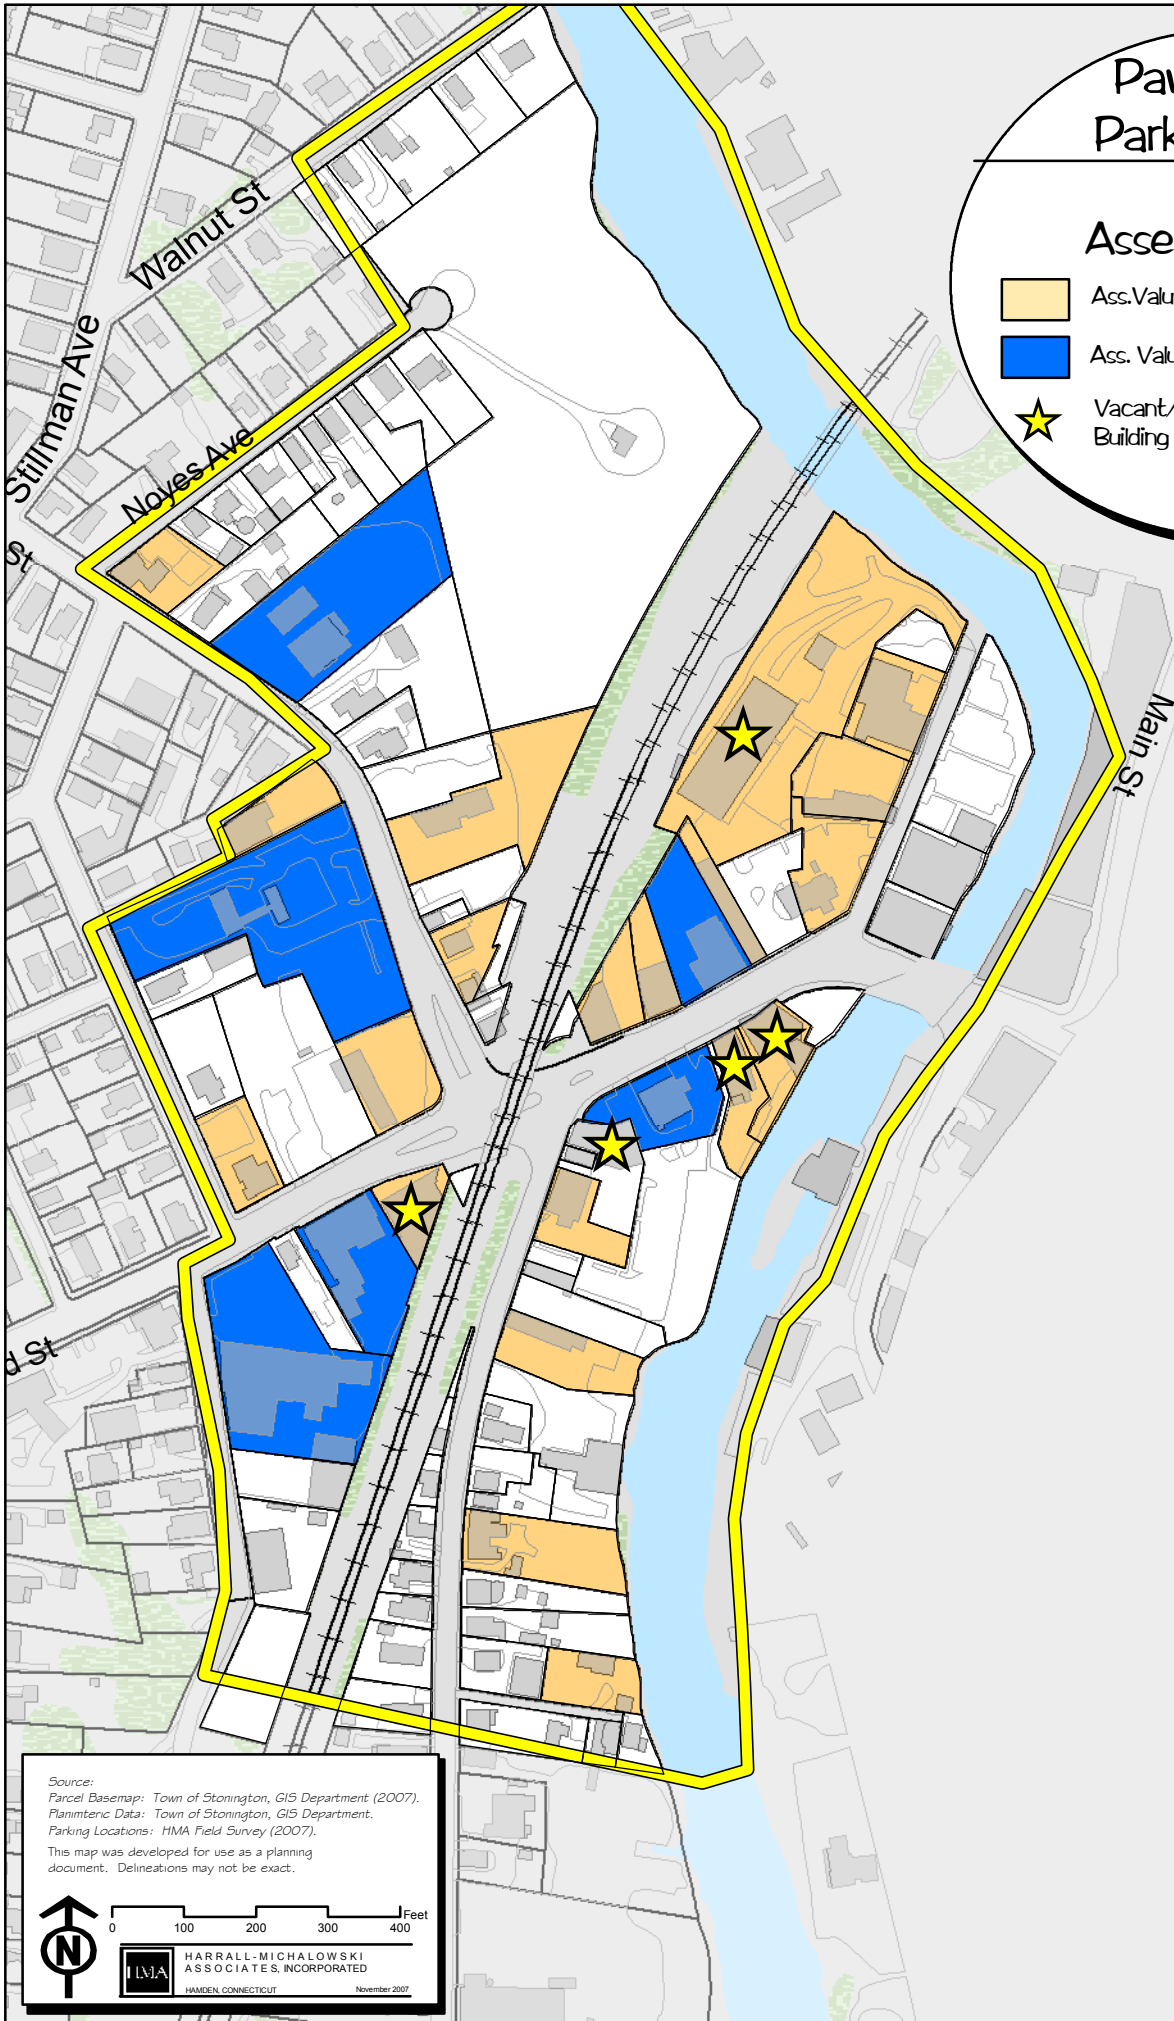 Paw
Park
Asse
Ass.Valu
Ass. Valu
Vacant/
Building
Walnut St
Stillman Ave
Noyes Ave
St
Main St
d St
Source:
Parcel Basemap: Town of Stonington, GIS Department (2007).
Planimteric Data: Town of Stonington, GIS Department.
Parking Locations: HMA Field Survey (2007).
This map was developed for use as a planning
document. Delineations may not be exact.
Feet
0 100 200 300 400
N
HMA
HARRALL-MICHALOWSKI
ASSOCIATES, INCORPORATED
HAMDEN, CONNECTICUT November 2007